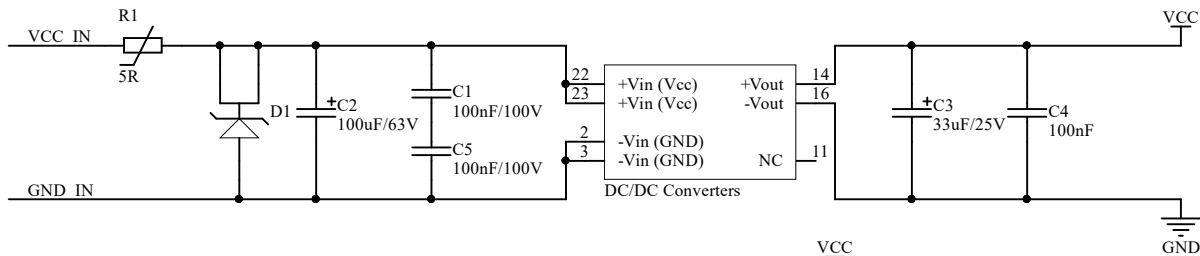 R1
VCC IN
5R
D1
+
C2
100uF/63V
C1
100nF/100V
C5
100nF/100V
22
23
2
3
+Vin (Vcc)
+Vin (Vcc)
-Vin (GND)
-Vin (GND)
+Vout
-Vout
NC
14
16
11
DC/DC Converters
+
C3
33uF/25V
C4
100nF
VCC
GND IN
GND
VCC